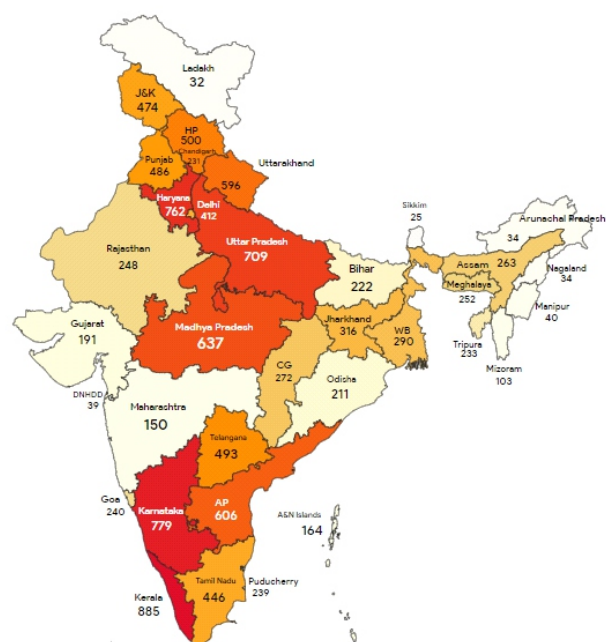 Ladakh
32
J&K
474
HP
500
Chandigarh
231
Punjab
486
Uttarakhand
596
Haryana
762
Delhi
412
Sikkim
25
Arunachal Pradesh
34
Rajasthan
248
Uttar Pradesh
709
Bihar
222
Assam
263
Nagaland
34
Meghalaya
252
Manipur
40
Gujarat
191
Madhya Pradesh
637
Jharkhand
316
WB
290
Tripura
233
Mizoram
103
CG
272
DNHDD
39
Maharashtra
150
Odisha
211
Telangana
493
Goa
240
Karnataka
779
AP
606
A&N Islands
164
Kerala
885
Tamil Nadu
446
Puducherry
239